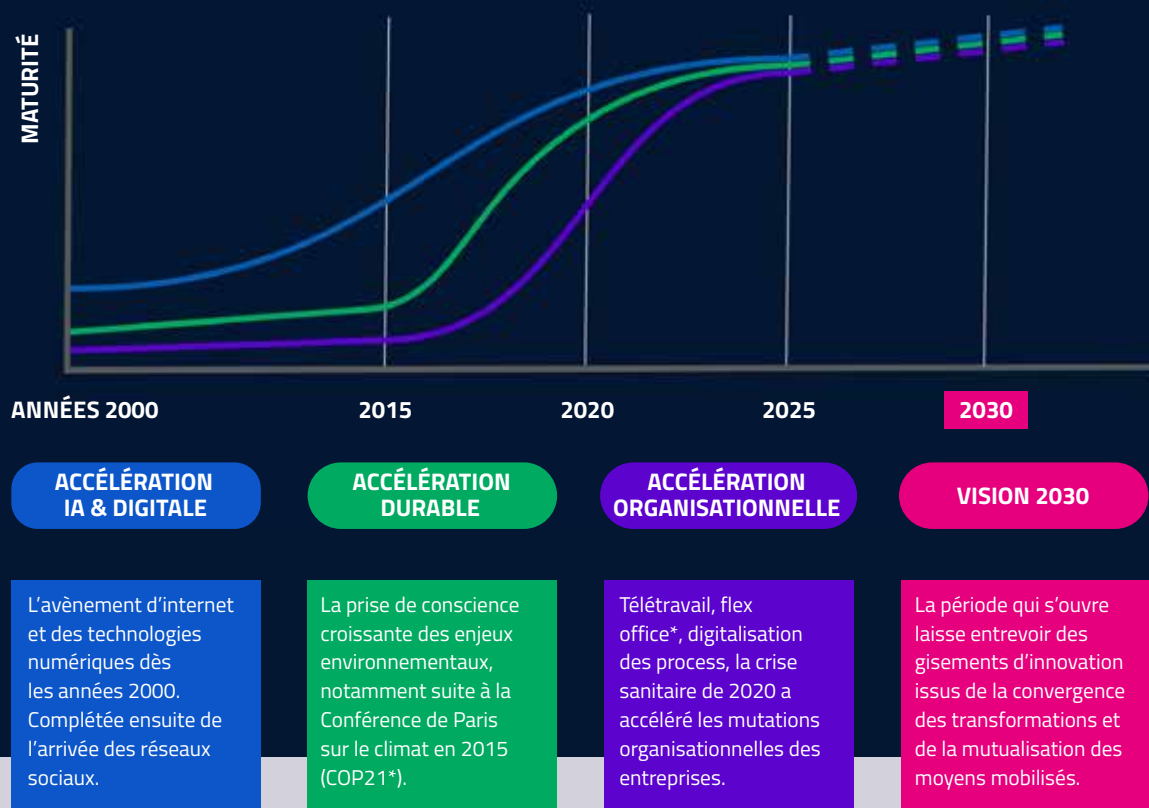 MATURITÉ
ANNÉES 2000
2015
2020
2025
2030
ACCÉLÉRATION
IA & DIGITALE
ACCÉLÉRATION
DURABLE
ACCÉLÉRATION
ORGANISATIONNELLE
VISION 2030
L’avènement d’internet
et des technologies
numériques dès
les années 2000.
Complétée ensuite de
l’arrivée des réseaux
sociaux.
La prise de conscience
croissante des enjeux
environnementaux,
notamment suite à la
Conférence de Paris
sur le climat en 2015
(COP21*).
Télétravail, flex
office*, digitalisation
des process, la crise
sanitaire de 2020 a
accéléré les mutations
organisationnelles des
entreprises.
La période qui s’ouvre
laisse entrevoir des
gisements d’innovation
issus de la convergence
des transformations et
de la mutualisation des
moyens mobilisés.